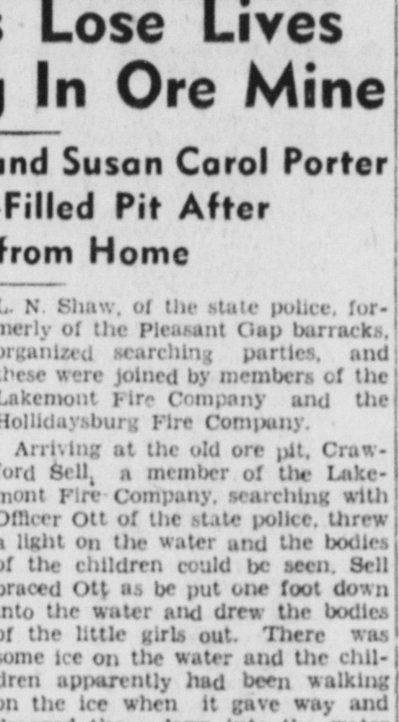 Lose Lives
In Ore Mine
and Susan Carol Porter
-Filled Pit After
from Home
L. N. Shaw, of the state police, for-
merly of the Pleasant Gap barracks,
organized searching parties, and
these were joined by members of the
Lakemont Fire Company and the
Hollidaysburg Fire Company.
Arriving at the old ore pit, Craw-
ford Sell, a member of the Lake-
mont Fire Company, searching with
Officer Ott of the state police, threw
a light on the water and the bodies
of the children could be seen. Sell
braced Ott as be put one foot down
into the water and drew the bodies
of the little girls out. There was
some ice on the water and the chil-
dren apparently had been walking
on the ice when it gave way and